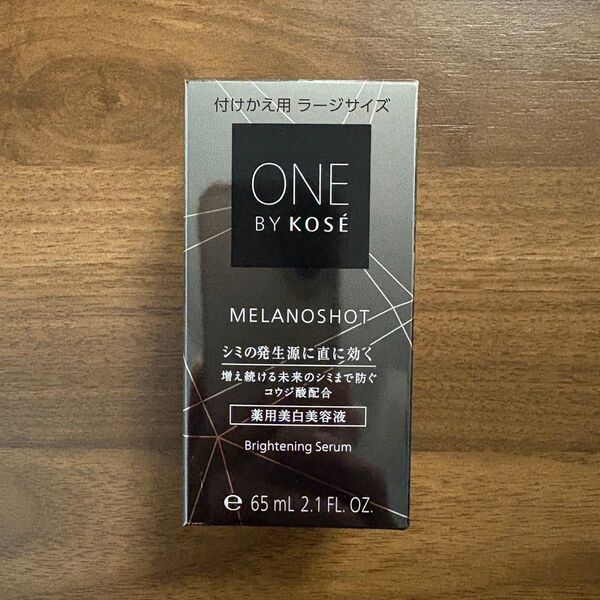 付けかえ用 ラージサイズ
ONE
BY KOSÉ
MELANOSHOT
シミの発生源に直に効く
増え続ける未来のシミまで防ぐ
コウジ酸配合
薬用美白美容液
Brightening Serum
℮ 65 mL 2.1 FL. OZ.